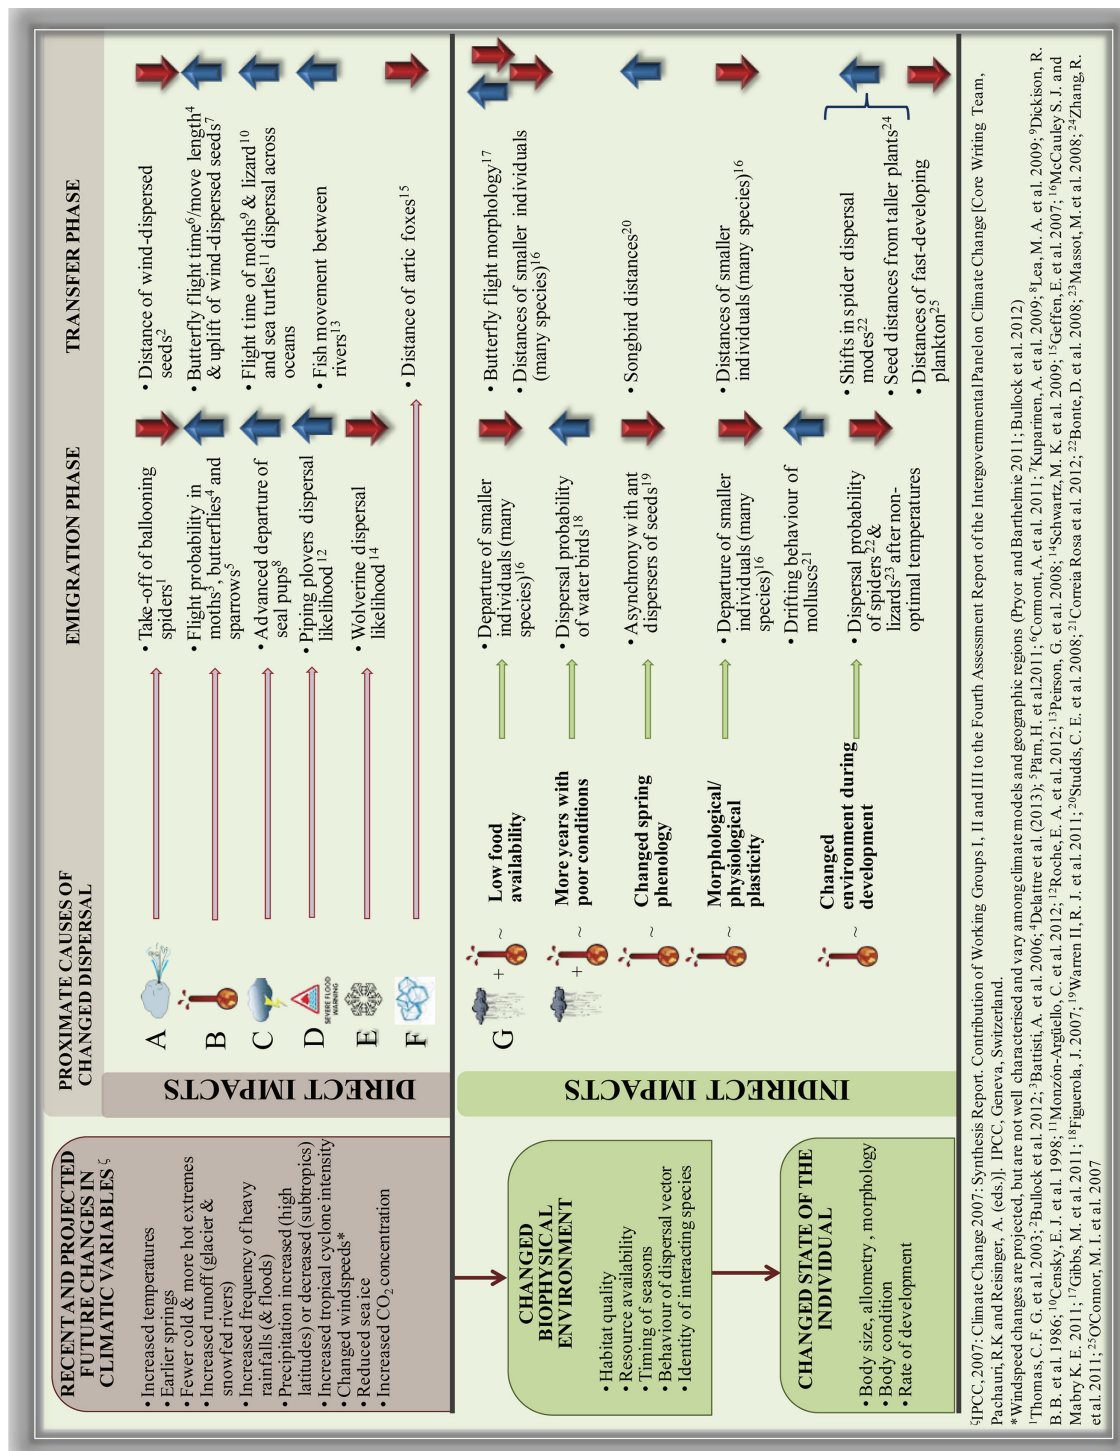 RECENT AND PROJECTED
FUTURE CHANGES IN
CLIMATIC VARIABLES ζ
• Increased temperatures
• Earlier springs
• Fewer cold & more hot extremes
• Increased runoff (glacier &
snowfed rivers)
• Increased frequency of heavy
rainfalls (& floods)
• Precipitation increased (high
latitudes) or decreased (subtropics)
• Increased tropical cyclone intensity
• Changed windspeeds*
• Reduced sea ice
• Increased CO2 concentration
CHANGED
BIOPHYSICAL
ENVIRONMENT
• Habitat quality
• Resource availability
• Timing of seasons
• Behaviour of dispersal vector
• Identity of interacting species
CHANGED STATE OF THE
INDIVIDUAL
• Body size, allometry , morphology
• Body condition
• Rate of development
PROXIMATE CAUSES OF
CHANGED DISPERSAL
EMIGRATION PHASE
TRANSFER PHASE
DIRECT IMPACTS
A
• Take-off of ballooning
spiders1
• Distance of wind-dispersed
seeds2
B
• Flight probability in
moths3, butterflies4 and
sparrows5
• Butterfly flight time6/move length4
& uplift of wind-dispersed seeds7
C
• Advanced departure of
seal pups8
• Flight time of moths9 & lizard10
and sea turtles11 dispersal across
oceans
D
SEVERE FLOOD
WARNING
• Piping plovers dispersal
likelihood12
• Fish movement between
rivers13
E
• Wolverine dispersal
likelihood14
F
• Distance of artic foxes15
INDIRECT IMPACTS
G
+ ~
Low food
availability
• Departure of smaller
individuals (many
species)16
• Butterfly flight morphology17
• Distances of smaller individuals
(many species)16
+ ~
More years with
poor conditions
• Dispersal probability
of water birds18
~
Changed spring
phenology
• Asynchrony with ant
dispersers of seeds19
• Songbird distances20
~
Morphological/
physiological
plasticity
• Departure of smaller
individuals (many
species)16
• Distances of smaller
individuals (many species)16
• Drifting behaviour of
molluscs21
~
Changed
environment during
development
• Dispersal probability
of spiders22 &
lizards23 after non-
optimal temperatures
• Shifts in spider dispersal
modes22
• Seed distances from taller plants24
• Distances of fast-developing
plankton25
ζIPCC, 2007: Climate Change 2007: Synthesis Report. Contribution of Working Groups I, II and III to the Fourth Assessment Report of the Intergovernmental Panel on Climate Change [Core Writing Team,
Pachauri, R.K and Reisinger, A. (eds.)]. IPCC, Geneva, Switzerland.
*Windspeed changes are projected, but are not well characterised and vary among climate models and geographic regions (Pryor and Barthelmie 2011; Bullock et al. 2012)
1Thomas, C. F. G. et al. 2003; 2Bullock et al. 2012; 3Battisti, A. et al. 2006; 4Delattre et al. (2013); 5Pärn, H. et al.2011; 6Cormont, A. et al. 2011; 7Kuparinen, A. et al. 2009; 8Lea, M. A. et al. 2009; 9Dickison, R.
B. B. et al. 1986; 10Censky, E. J. et al. 1998; 11Monzón-Argüello, C. et al. 2012; 12Roche, E. A. et al. 2012; 13Peirson, G. et al. 2008; 14Schwartz, M. K. et al. 2009; 15Geffen, E. et al. 2007; 16McCauley S. J. and
Mabry K. E. 2011; 17Gibbs, M. et al. 2011; 18Figuerola, J. 2007; 19Warren II, R. J. et al. 2011; 20Studds, C. E. et al. 2008; 21Correia Rosa et al. 2012; 22Bonte, D. et al. 2008; 23Massot, M. et al. 2008; 24Zhang, R.
et al. 2011; 25O'Connor, M. I. et al. 2007